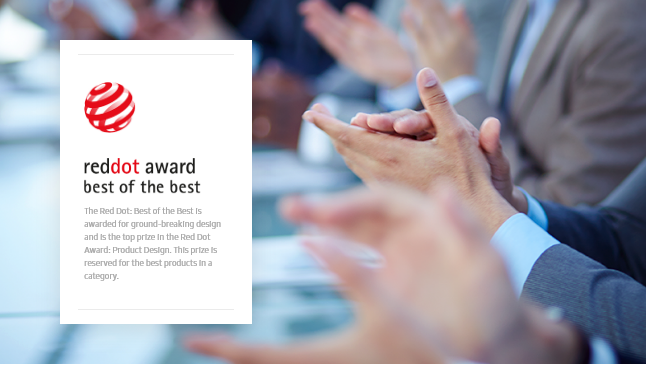 reddot award
best of the best
The Red Dot: Best of the Best is
awarded for ground-breaking design
and is the top prize in the Red Dot
Award: Product Design. This prize is
reserved for the best products in a
category.